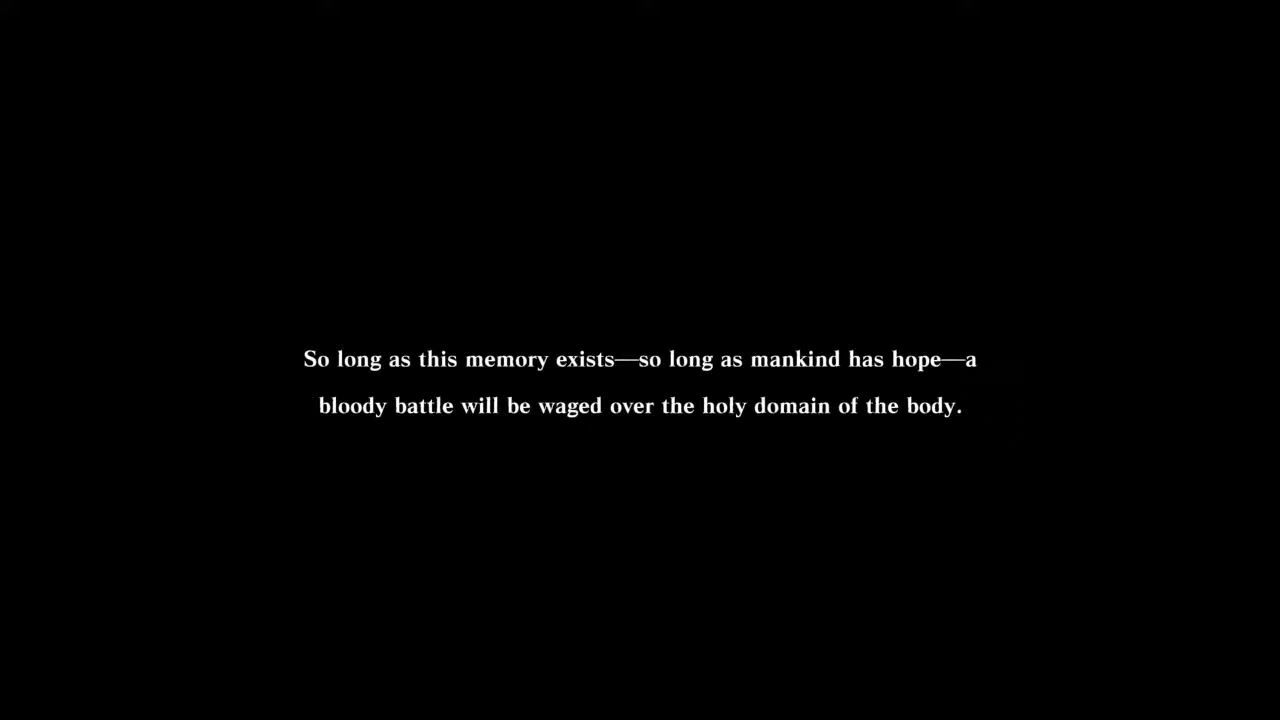 So long as this memory exists—so long as mankind has hope—a
bloody battle will be waged over the holy domain of the body.